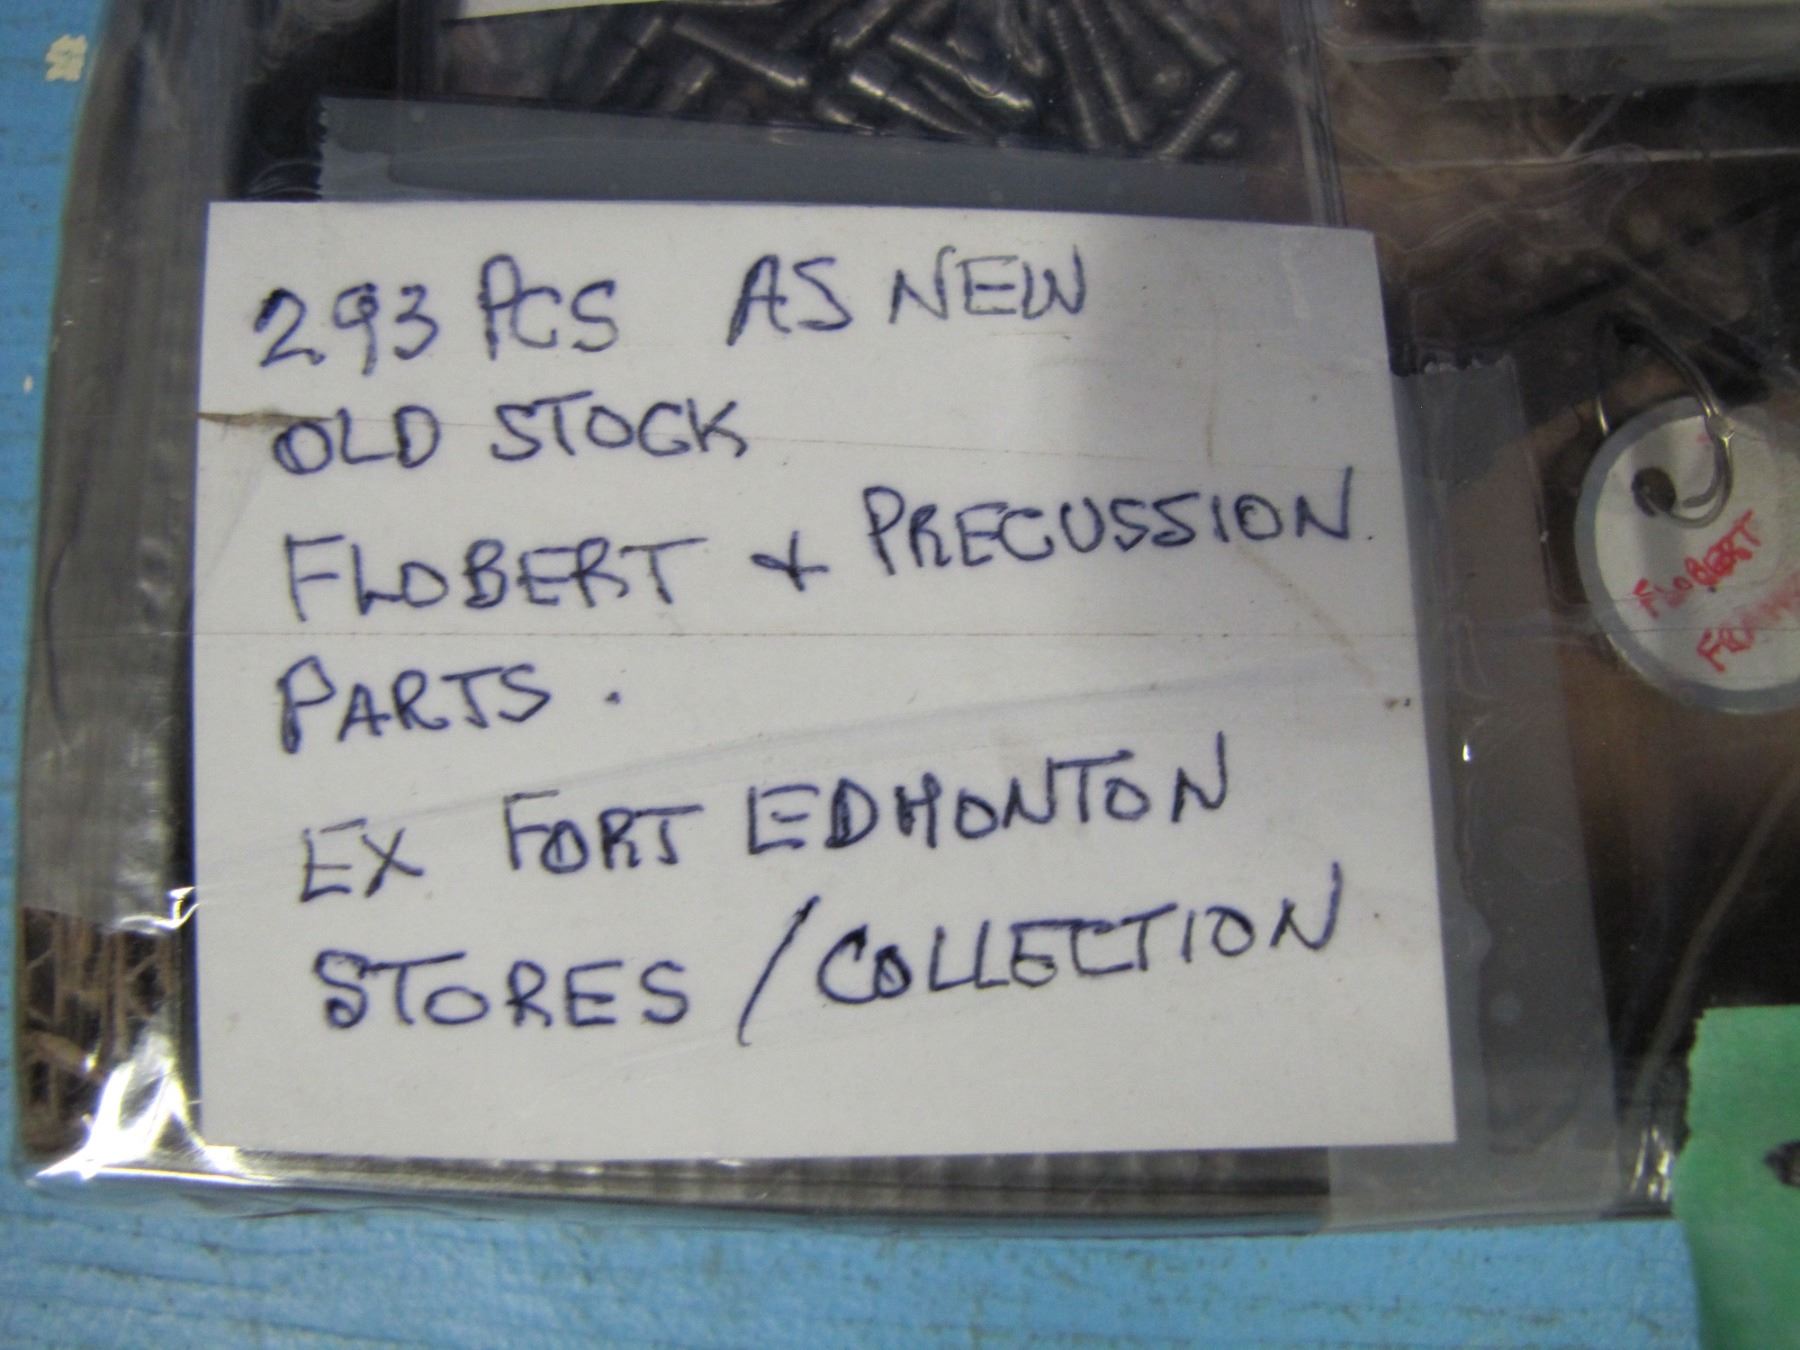 293 PCS AS NEW
OLD STOCK
FLOBERT & PRECUSSION
PARTS.
EX FORT EDMONTON
STORES / COLLECTION
FLOBERT